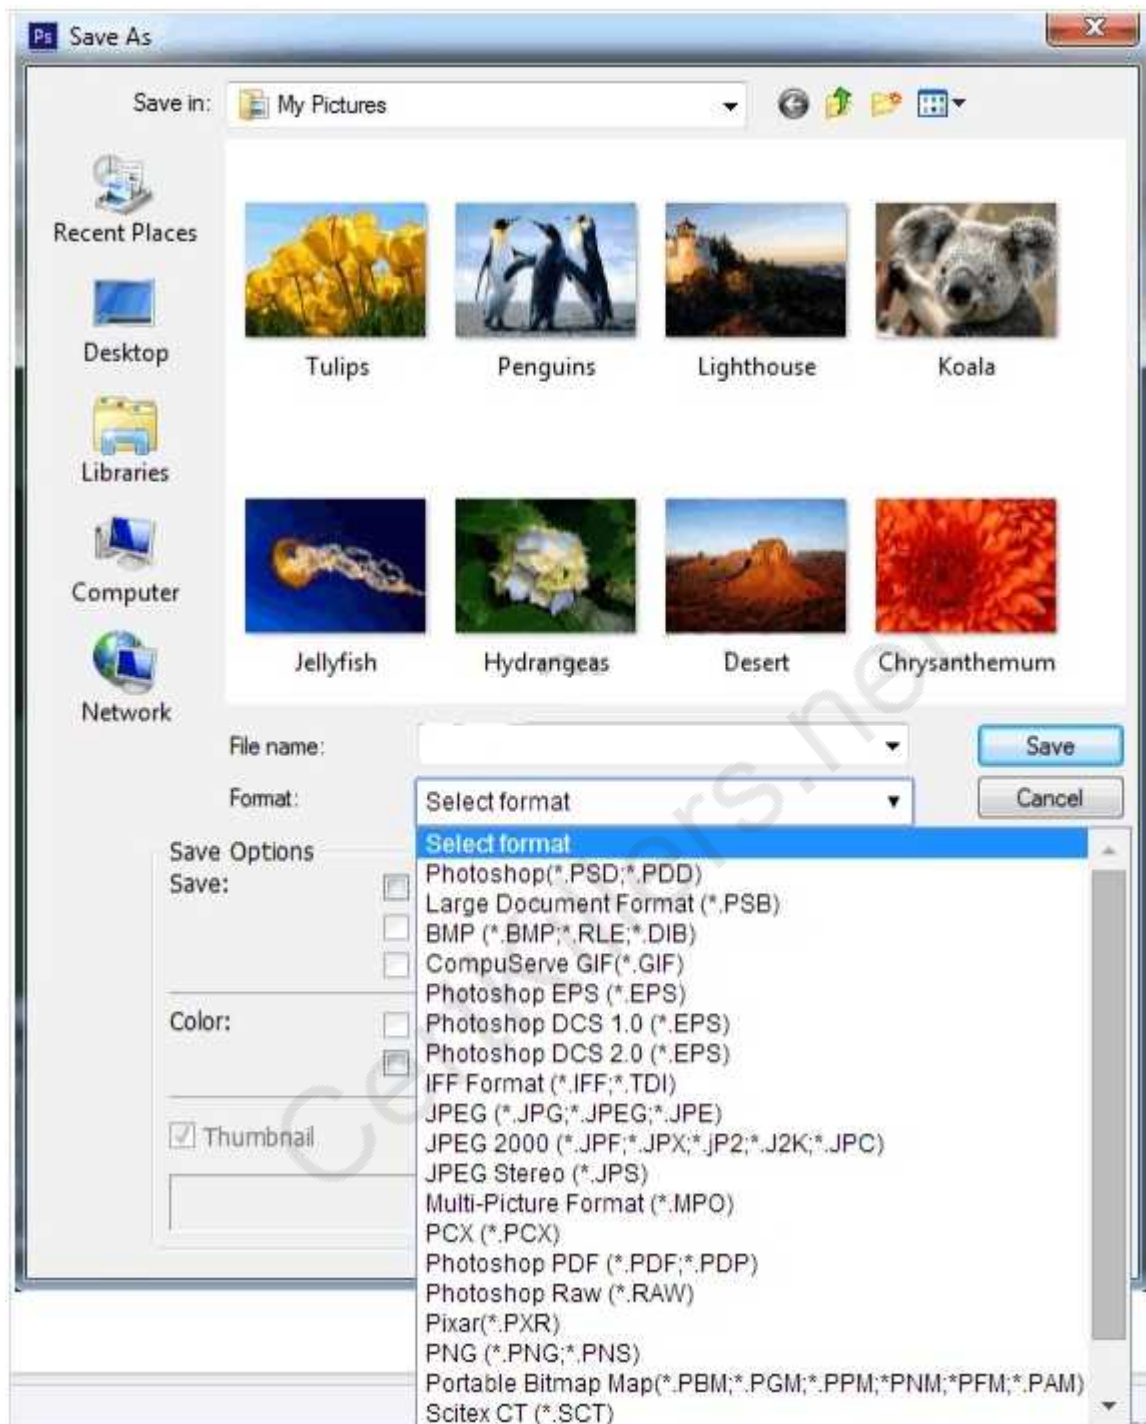 Ps Save As
Save in: My Pictures
Recent Places
Desktop
Libraries
Computer
Network
Tulips Penguins Lighthouse Koala
Jellyfish Hydrangeas Desert Chrysanthemum
File name: Save
Format: Select format Cancel
Save Options
Save:
Color:
Thumbnail
Select format
Photoshop(*.PSD;*.PDD)
Large Document Format (*.PSB)
BMP (*.BMP;*.RLE;*.DIB)
CompuServe GIF(*.GIF)
Photoshop EPS (*.EPS)
Photoshop DCS 1.0 (*.EPS)
Photoshop DCS 2.0 (*.EPS)
IFF Format (*.IFF;*.TDI)
JPEG (*.JPG;*.JPEG;*.JPE)
JPEG 2000 (*.JPF;*.JPX;*.jP2;*.J2K;*.JPC)
JPEG Stereo (*.JPS)
Multi-Picture Format (*.MPO)
PCX (*.PCX)
Photoshop PDF (*.PDF;*.PDP)
Photoshop Raw (*.RAW)
Pixar(*.PXR)
PNG (*.PNG;*.PNS)
Portable Bitmap Map(*.PBM;*.PGM;*.PPM;*PNM;*PFM;*.PAM)
Scitex CT (*.SCT)